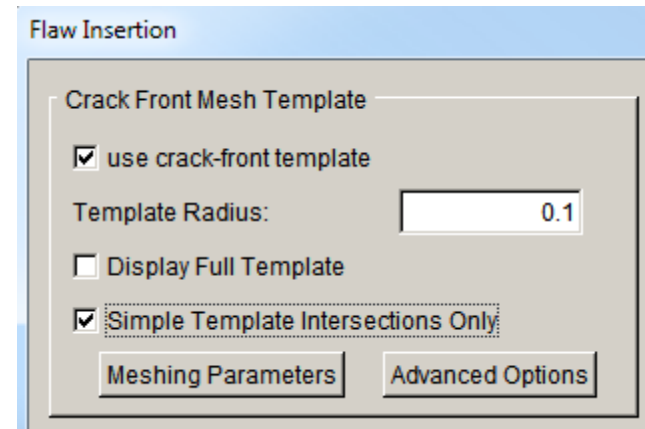 Flaw Insertion
Crack Front Mesh Template
use crack-front template
Template Radius: 0.1
Display Full Template
Simple Template Intersections Only
Meshing Parameters Advanced Options